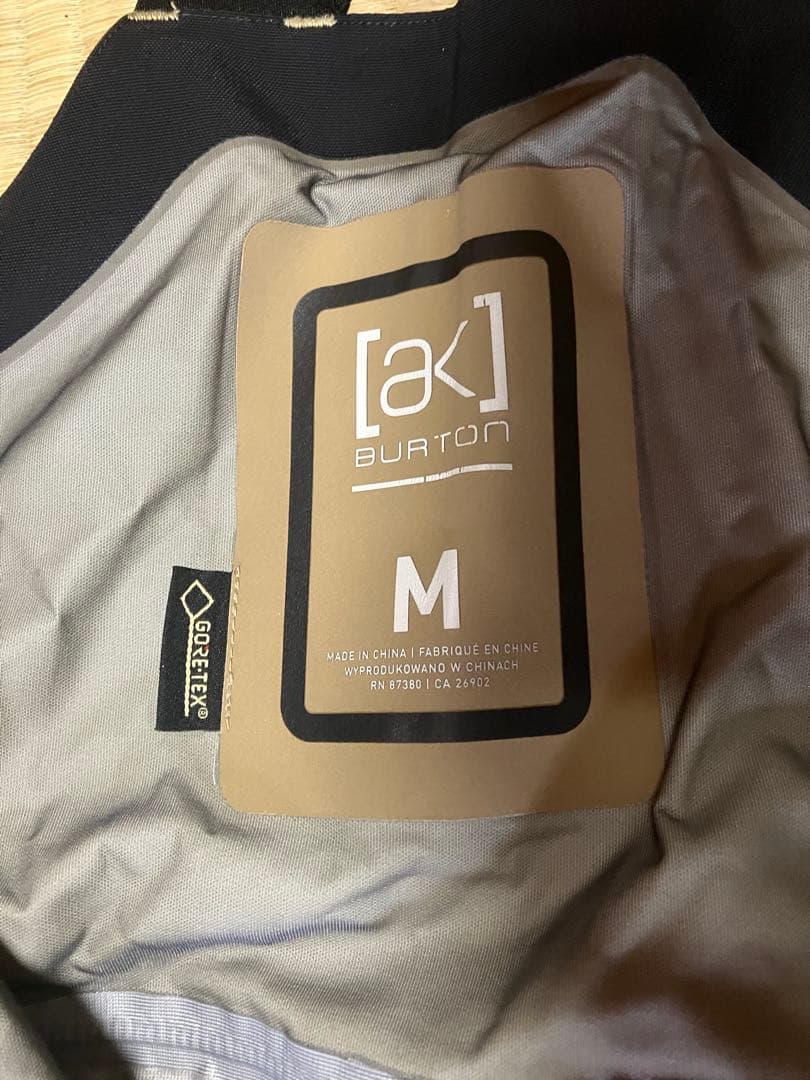 [ak]
BURTON
M
MADE IN CHINA | FABRIQUÉ EN CHINE
WYPRODUKOWANO W CHINACH
RN 87380 | CA 26902
GORE-TEX®